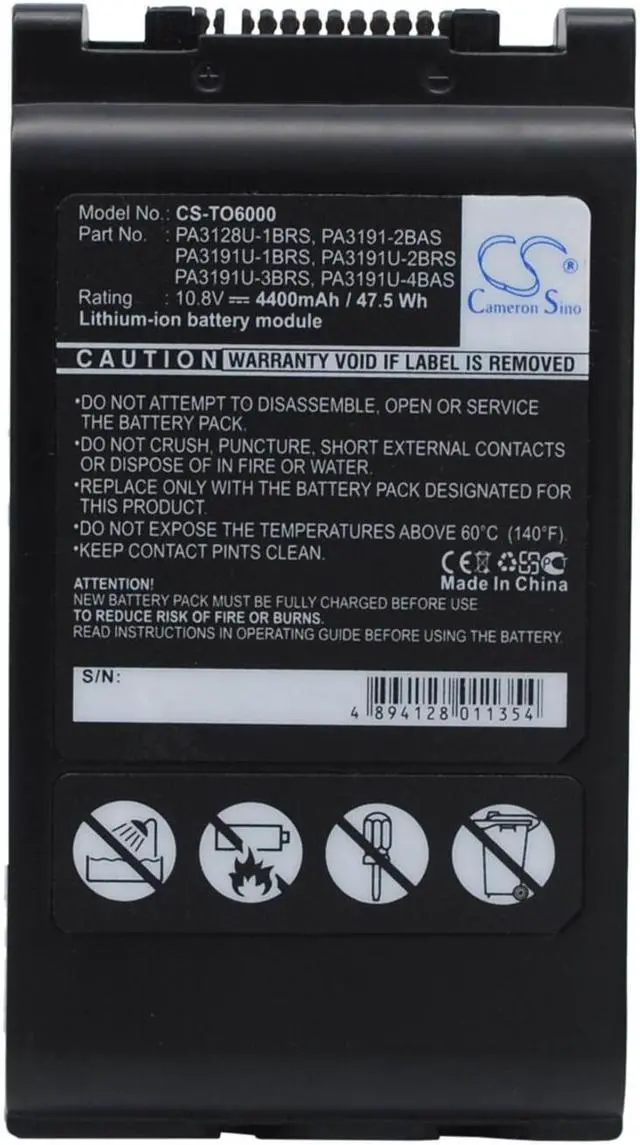 Model No.: CS-TO6000
Part No. : PA3128U-1BRS, PA3191-2BAS
PA3191U-1BRS, PA3191U-2BRS
PA3191U-3BRS, PA3191U-4BAS
Rating : 10.8V 4400mAh / 47.5 Wh
Lithium-ion battery module
CS®
Cameron Sino
CAUTION WARRANTY VOID IF LABEL IS REMOVED
•DO NOT ATTEMPT TO DISASSEMBLE, OPEN OR SERVICE
THE BATTERY PACK.
•DO NOT CRUSH, PUNCTURE, SHORT EXTERNAL CONTACTS
OR DISPOSE OF IN FIRE OR WATER.
•REPLACE ONLY WITH THE BATTERY PACK DESIGNATED FOR
THIS PRODUCT.
•DO NOT EXPOSE THE TEMPERATURES ABOVE 60°C (140°F).
•KEEP CONTACT PINTS CLEAN.
CE
Made In China
ATTENTION!
NEW BATTERY PACK MUST BE FULLY CHARGED BEFORE USE
TO REDUCE RISK OF FIRE OR BURNS.
READ INSTRUCTIONS IN OPERATING GUIDE BEFORE USING THE BATTERY.
S/N:
4 894128 011354